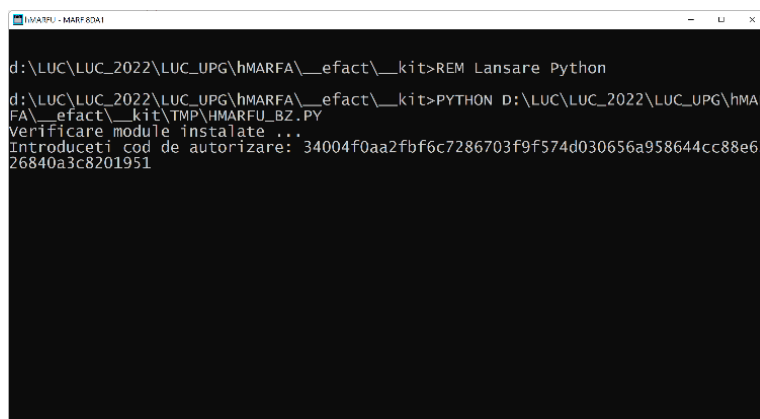 hMARFU - MARF8DA1
d:\LUC\LUC_2022\LUC_UPG\hMARFA\__efact\__kit>REM Lansare Python
d:\LUC\LUC_2022\LUC_UPG\hMARFA\__efact\__kit>PYTHON D:\LUC\LUC_2022\LUC_UPG\hMAR
FA\__efact\__kit\TMP\HMARFU_BZ.PY
Verificare module instalate ...
Introduceti cod de autorizare: 34004f0aa2fbf6c7286703f9f574d030656a958644cc88e6
26840a3c8201951